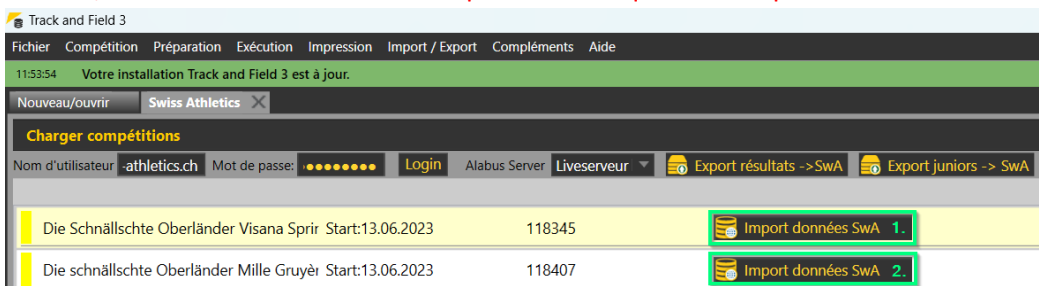 Track and Field 3
Fichier Compétition Préparation Exécution Impression Import / Export Compléments Aide
11:53:54 Votre installation Track and Field 3 est à jour.
Nouveau/ouvrir Swiss Athletics
Charger compétitions
Nom d'utilisateur -athletics.ch Mot de passe: Login Alabus Server Liveserveur Export résultats ->SwA Export juniors -> SwA
Die Schnällschte Oberländer Visana Sprir Start:13.06.2023 118345 Import données SwA 1.
Die schnällschte Oberländer Mille Gruyèr Start:13.06.2023 118407 Import données SwA 2.